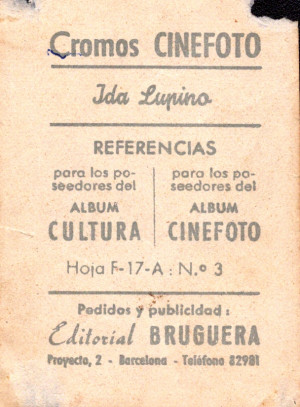 Cromos CINEFOTO
Ida Lupino
REFERENCIAS
para los po-
seedores del
ALBUM
CULTURA
para los po-
seedores del
ALBUM
CINEFOTO
Hoja F-17-A : N.º 3
Pedidos y publicidad :
Editorial BRUGUERA
Proyecto, 2 - Barcelona - Teléfono 82981